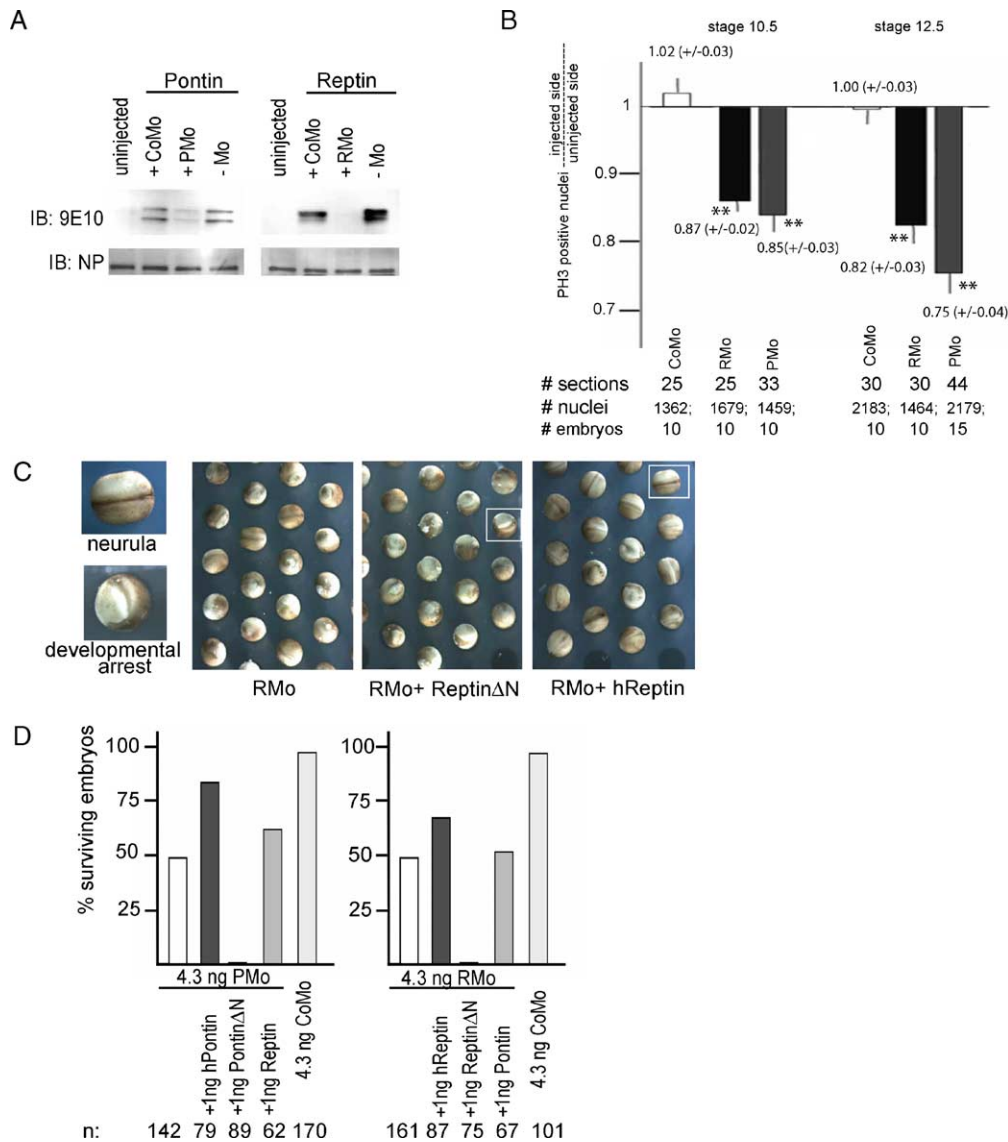 A
Pontin
Reptin
uninjected
+ CoMo
+ PMo
- Mo
uninjected
+ CoMo
+ RMo
- Mo
IB: 9E10
IB: NP
B
stage 10.5
stage 12.5
1.02 (+/-0.03)
1.00 (+/-0.03)
PH3 positive nuclei
injected side
uninjected side
1
0.9
0.8
0.7
**
0.87 (+/-0.02)
**
0.85(+/-0.03)
**
0.82 (+/-0.03)
**
0.75 (+/-0.04)
CoMo
RMo
PMo
CoMo
RMo
PMo
# sections 25 25 33 30 30 44
# nuclei 1362; 1679; 1459; 2183; 1464; 2179;
# embryos 10 10 10 10 10 15
C
neurula
developmental
arrest
RMo
RMo+ ReptinΔN
RMo+ hReptin
D
% surviving embryos
100
75
50
25
4.3 ng PMo
+1ng hPontin
+1ng PontinΔN
+1ng Reptin
4.3 ng CoMo
100
75
50
25
4.3 ng RMo
+1ng hReptin
+1ng ReptinΔN
+1ng Pontin
4.3 ng CoMo
n: 142 79 89 62 170 161 87 75 67 101